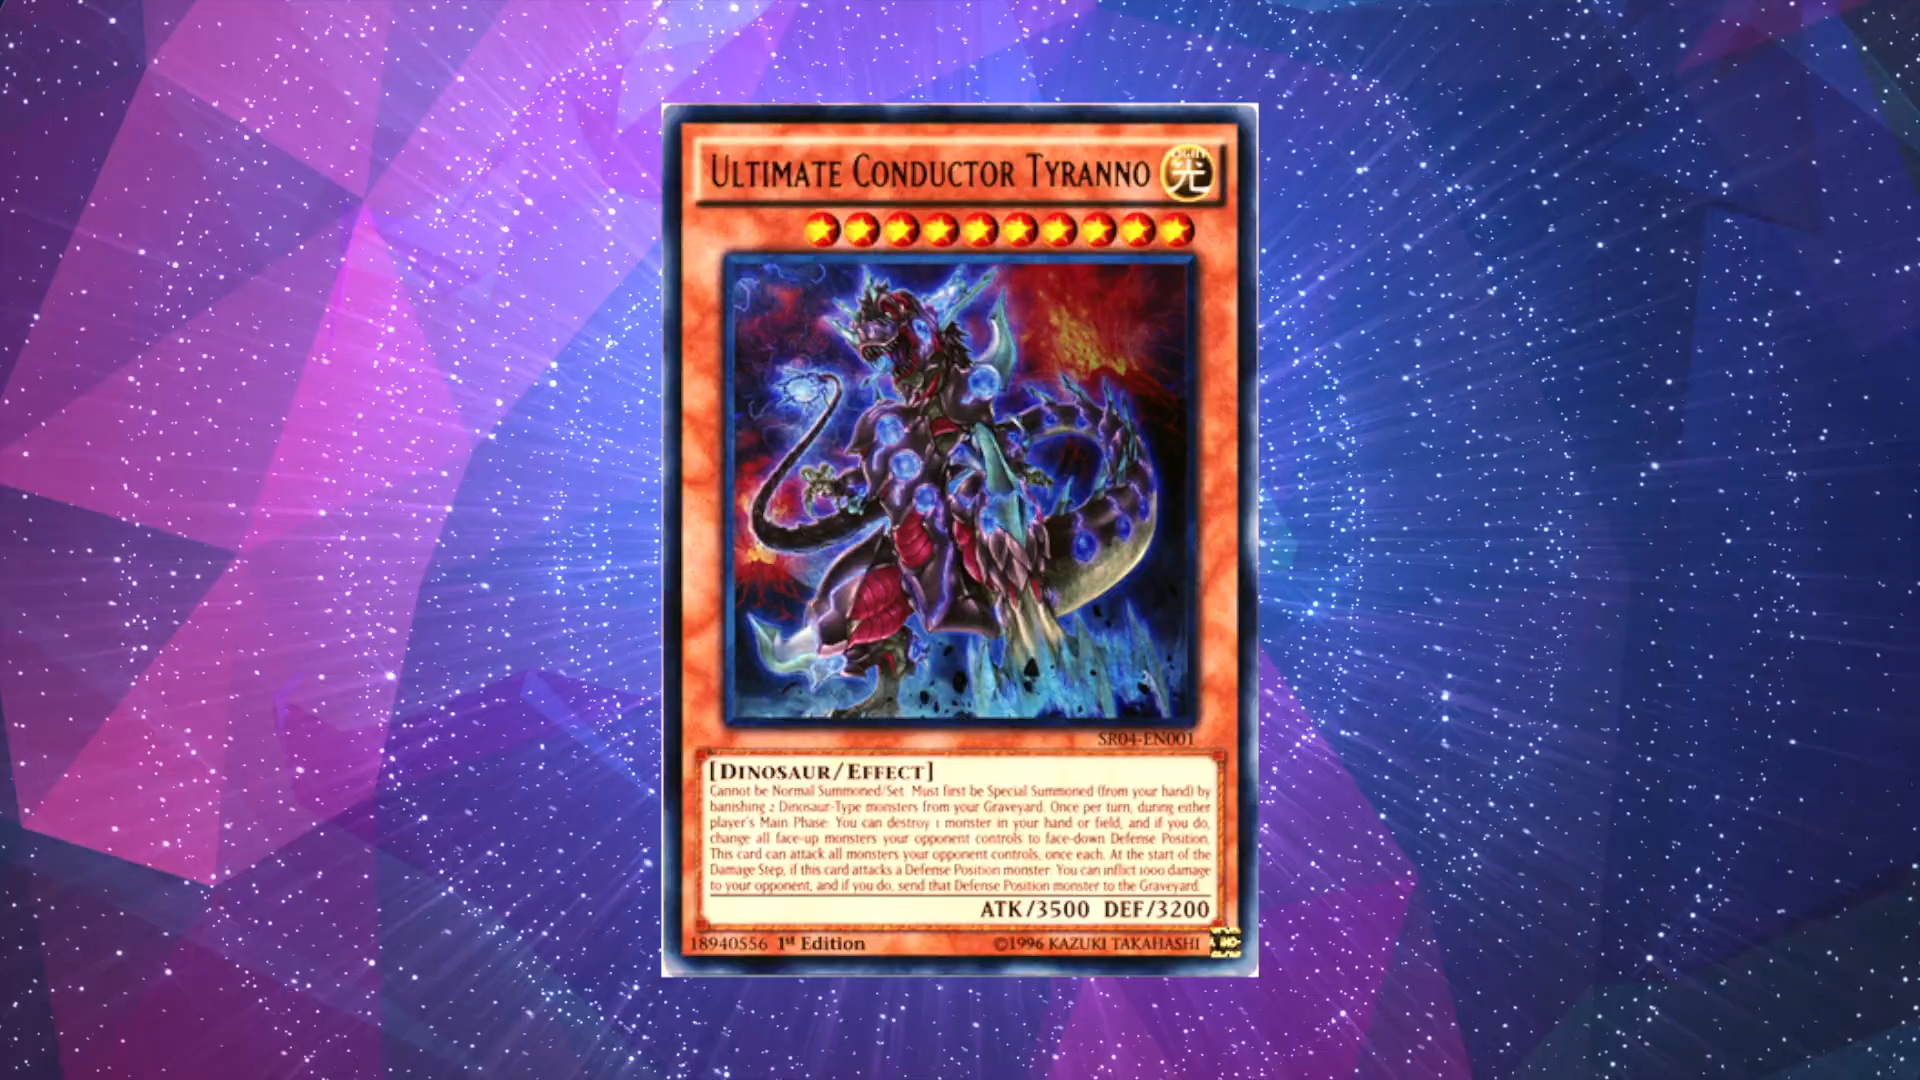 ULTIMATE CONDUCTOR TYRANNO
LIGHT
光
SR04-EN001
[DINOSAUR/EFFECT]
Cannot be Normal Summoned/Set. Must first be Special Summoned (from your hand) by
banishing 2 Dinosaur-Type monsters from your Graveyard. Once per turn, during either
player's Main Phase: You can destroy 1 monster in your hand or field, and if you do,
change all face-up monsters your opponent controls to face-down Defense Position.
This card can attack all monsters your opponent controls, once each. At the start of the
Damage Step, if this card attacks a Defense Position monster: You can inflict 1000 damage
to your opponent, and if you do, send that Defense Position monster to the Graveyard.
ATK/3500 DEF/3200
18940556 1st Edition
©1996 KAZUKI TAKAHASHI